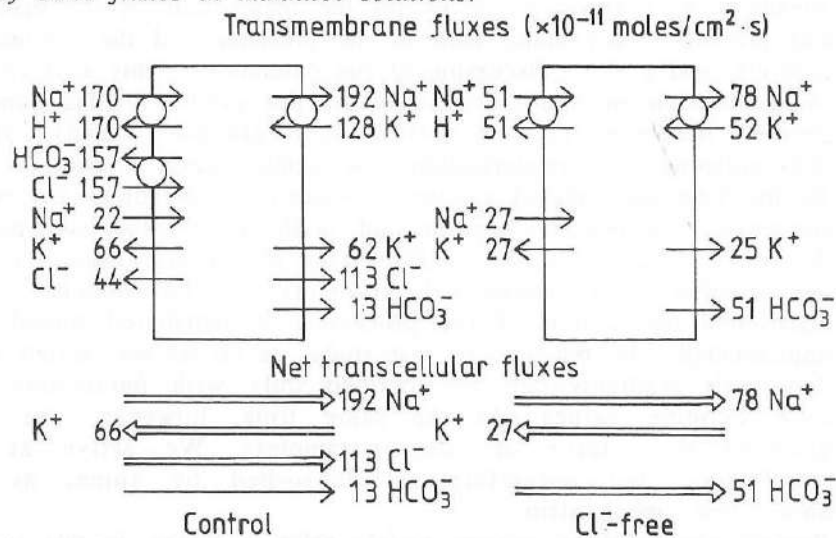 Transmembrane fluxes (×10⁻¹¹ moles/cm²·s)
Na⁺ 170 192 Na⁺ Na⁺ 51 78 Na⁺
H⁺ 170 128 K⁺ H⁺ 51 52 K⁺
HCO₃⁻ 157
Cl⁻ 157
Na⁺ 22 Na⁺ 27
K⁺ 66 62 K⁺ K⁺ 27 25 K⁺
Cl⁻ 44 113 Cl⁻
13 HCO₃⁻ 51 HCO₃⁻
Net transcellular fluxes
192 Na⁺ 78 Na⁺
K⁺ 66 K⁺ 27
113 Cl⁻
13 HCO₃⁻ 51 HCO₃⁻
Control Cl⁻-free